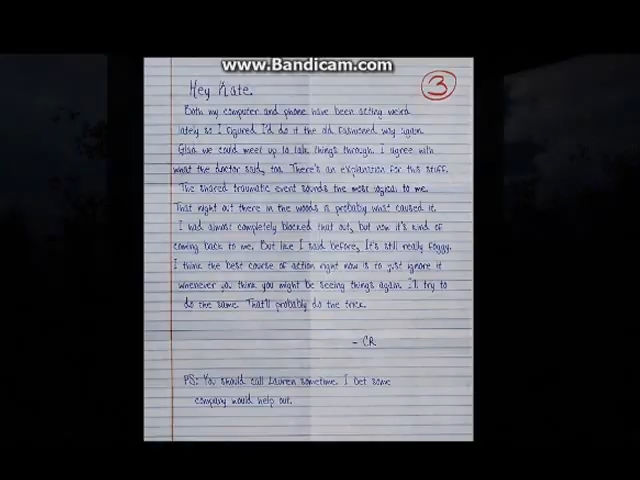 www.Bandicam.com
3
Hey Kate.
Both my computer and phone have been acting weird
lately so I figured I'd do it the old fashioned way again.
Glad we could meet up to talk things through. I agree with
what the doctor said, too. There's an explanation for this stuff.
The shared traumatic event sounds the most logical to me.
That night out there in the woods is probably what caused it.
I had almost completely blocked that out, but now it's kind of
coming back to me. But like I said before, It's still really foggy.
I think the best course of action right now is to just ignore it
whenever you think you might be seeing things again. I'll try to
do the same. That'll probably do the trick.
- CR
PS: You should call Lauren sometime. I bet some
company would help out.